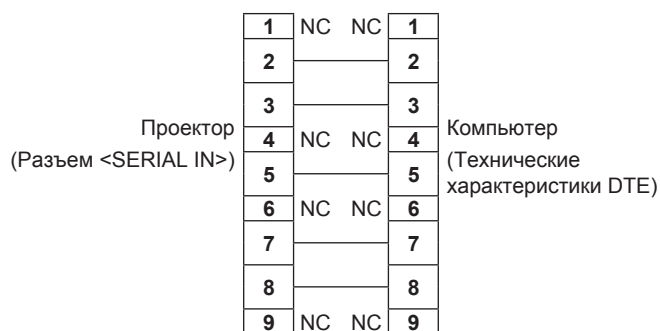 1 NC NC 1
2 2
3 3
Проектор
(Разъем <SERIAL IN>)
4 NC NC 4
Компьютер
(Технические
характеристики DTE)
5 5
6 NC NC 6
7 7
8 8
9 NC NC 9